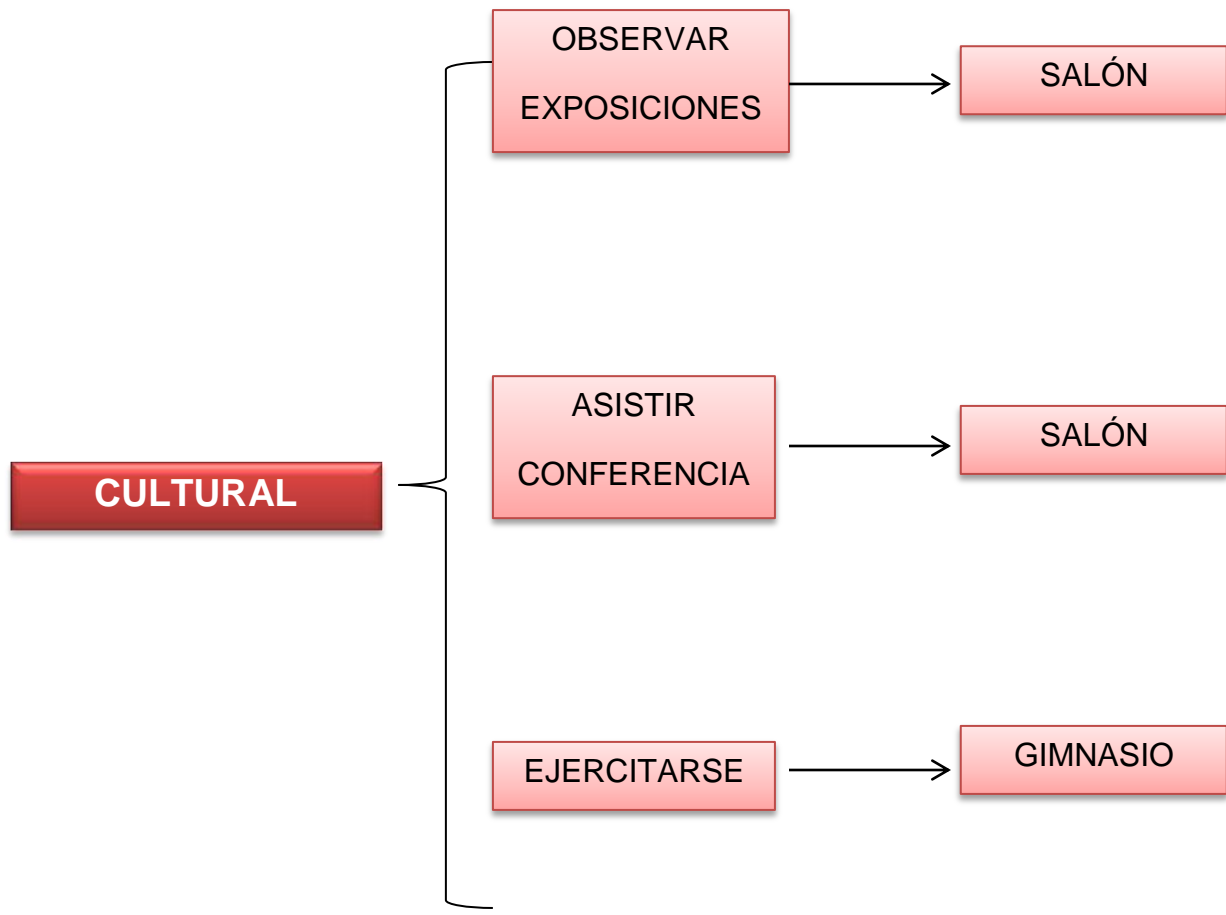 OBSERVAR
EXPOSICIONES
SALÓN
ASISTIR
CONFERENCIA
SALÓN
CULTURAL
EJERCITARSE
GIMNASIO